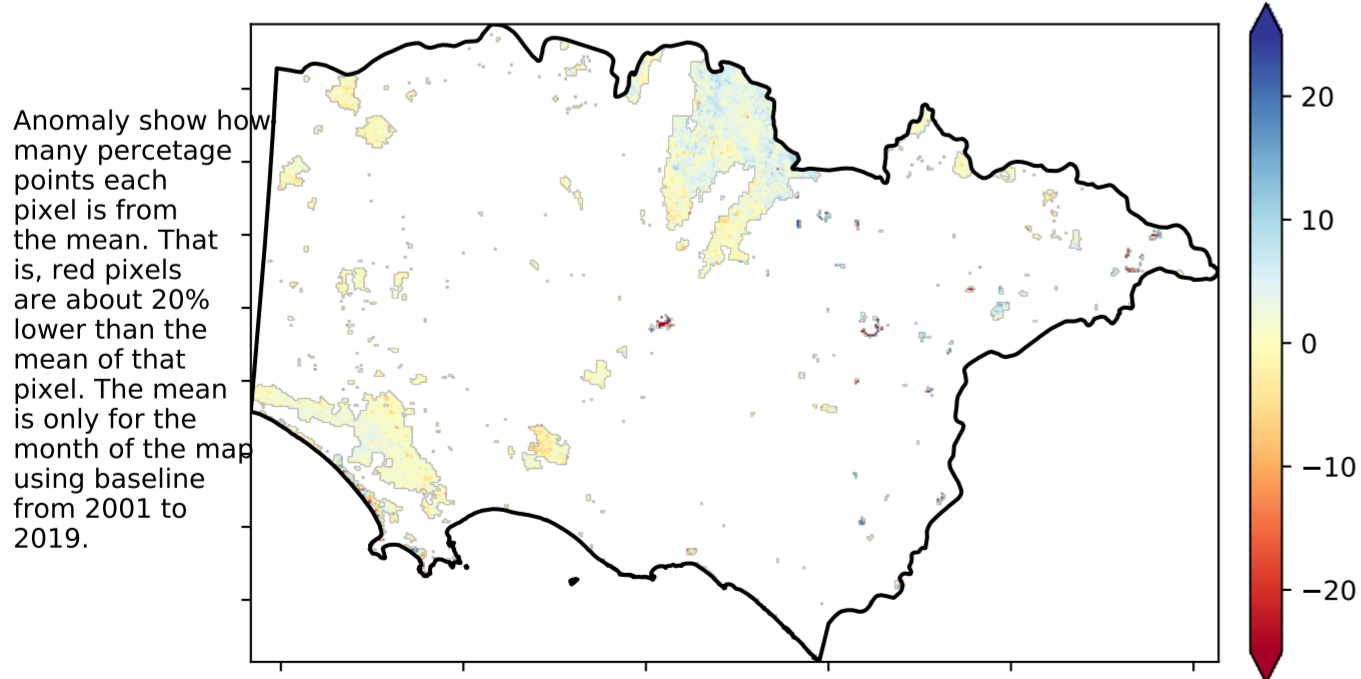 Anomaly show how
many percetage
points each
pixel is from
the mean. That
is, red pixels
are about 20%
lower than the
mean of that
pixel. The mean
is only for the
month of the map
using baseline
from 2001 to
2019.
20
10
0
−10
−20